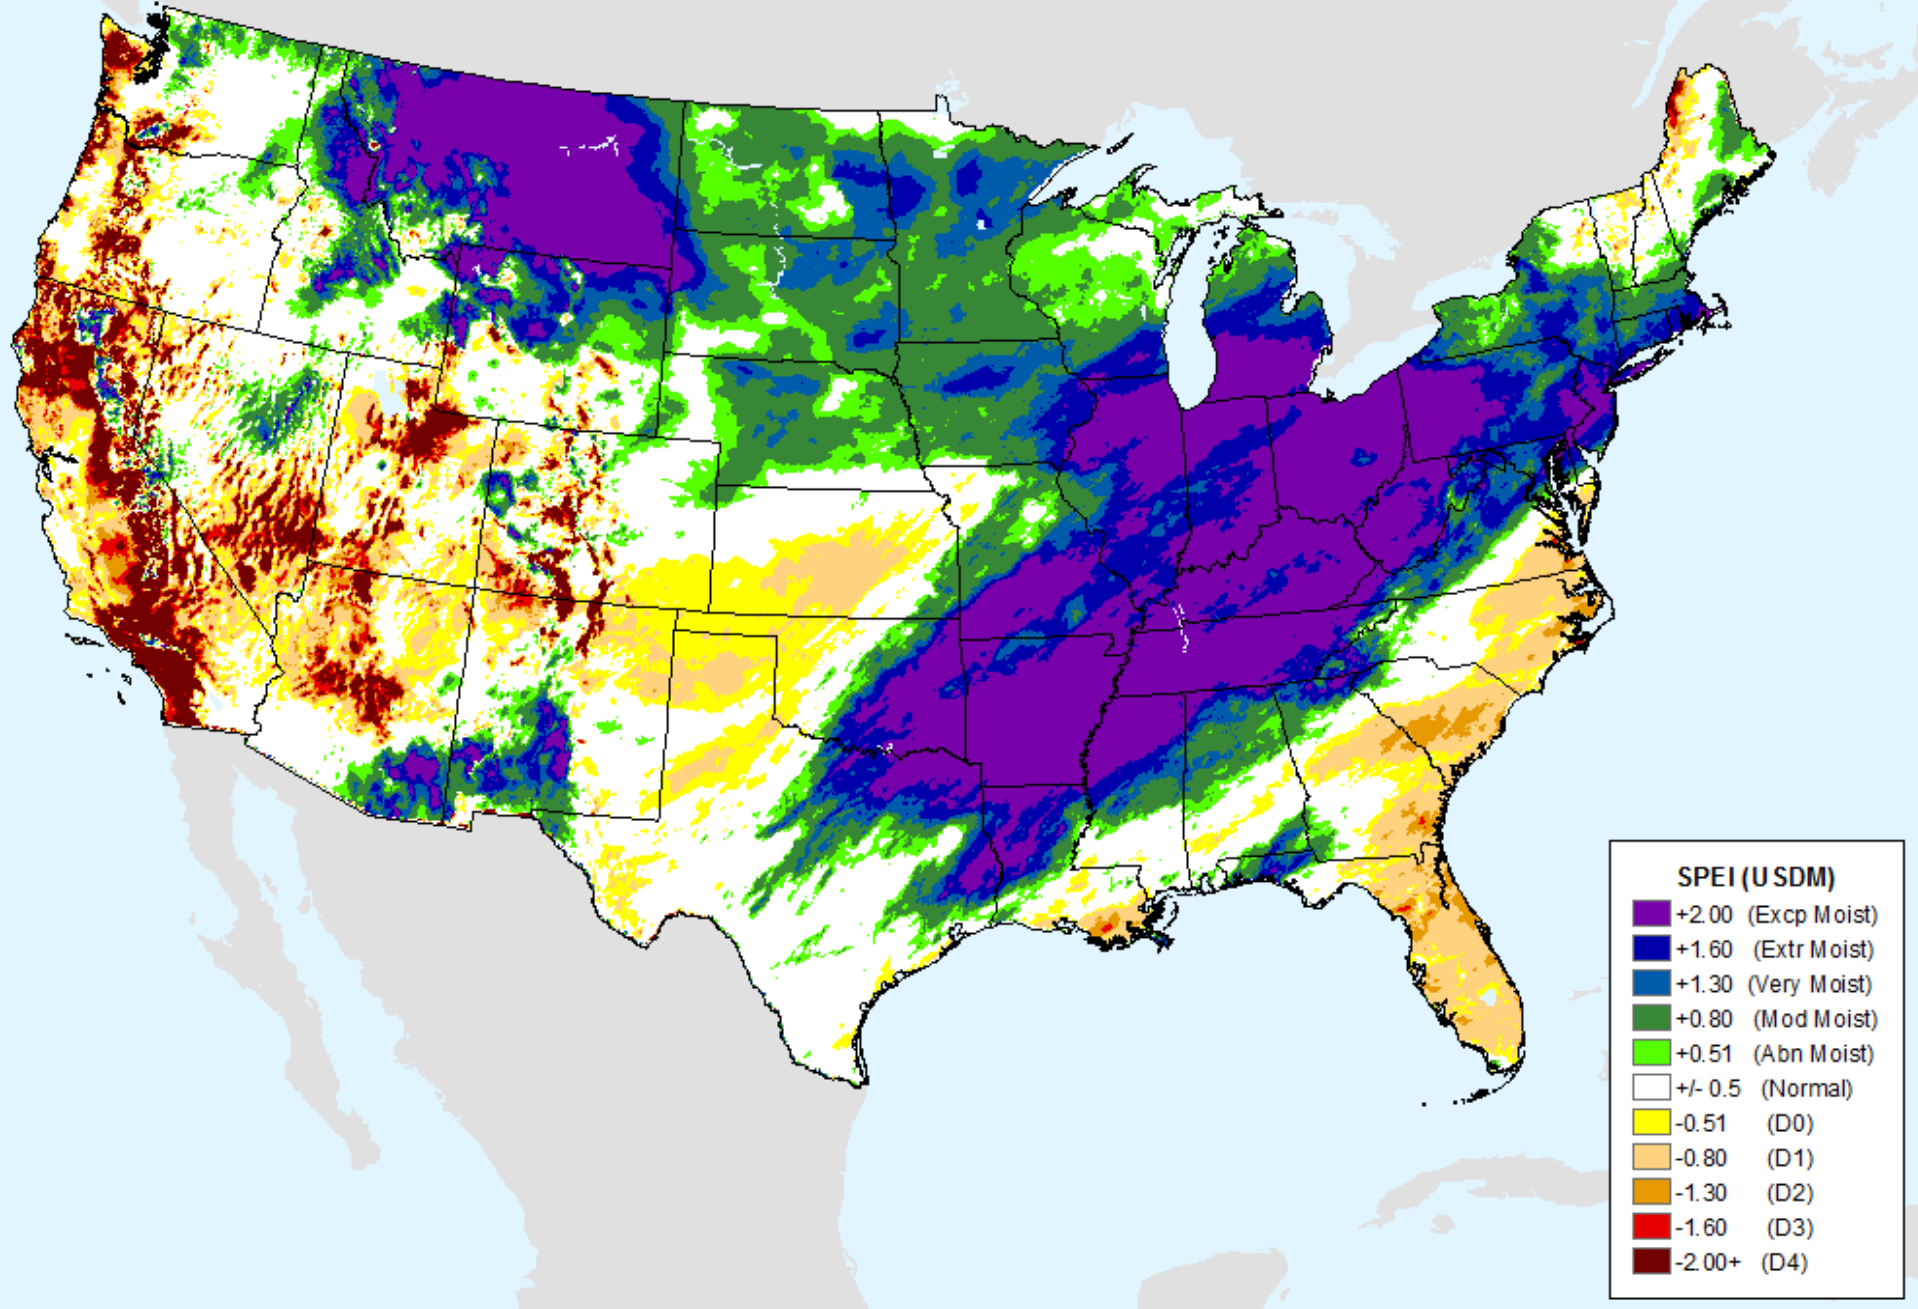 SPEI (USDM)
+2.00 (Excp Moist)
+1.60 (Extr Moist)
+1.30 (Very Moist)
+0.80 (Mod Moist)
+0.51 (Abn Moist)
+/- 0.5 (Normal)
-0.51 (D0)
-0.80 (D1)
-1.30 (D2)
-1.60 (D3)
-2.00+ (D4)